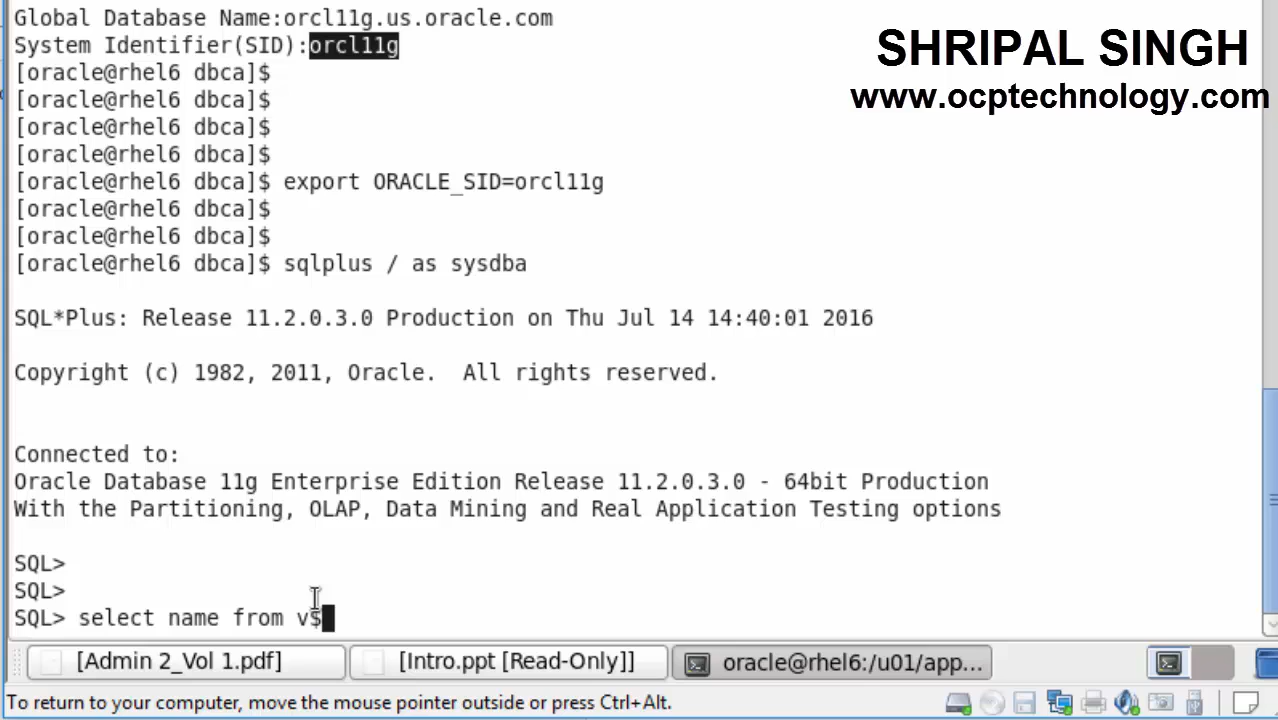 Global Database Name:orcl11g.us.oracle.com
System Identifier(SID):orcl11g
SHRIPAL SINGH
www.ocptechnology.com
[oracle@rhel6 dbca]$
[oracle@rhel6 dbca]$
[oracle@rhel6 dbca]$
[oracle@rhel6 dbca]$
[oracle@rhel6 dbca]$ export ORACLE_SID=orcl11g
[oracle@rhel6 dbca]$
[oracle@rhel6 dbca]$
[oracle@rhel6 dbca]$ sqlplus / as sysdba
SQL*Plus: Release 11.2.0.3.0 Production on Thu Jul 14 14:40:01 2016
Copyright (c) 1982, 2011, Oracle.  All rights reserved.
Connected to:
Oracle Database 11g Enterprise Edition Release 11.2.0.3.0 - 64bit Production
With the Partitioning, OLAP, Data Mining and Real Application Testing options
SQL>
SQL>
SQL> select name from v$
[Admin 2_Vol 1.pdf]
[Intro.ppt [Read-Only]]
oracle@rhel6:/u01/app...
To return to your computer, move the mouse pointer outside or press Ctrl+Alt.